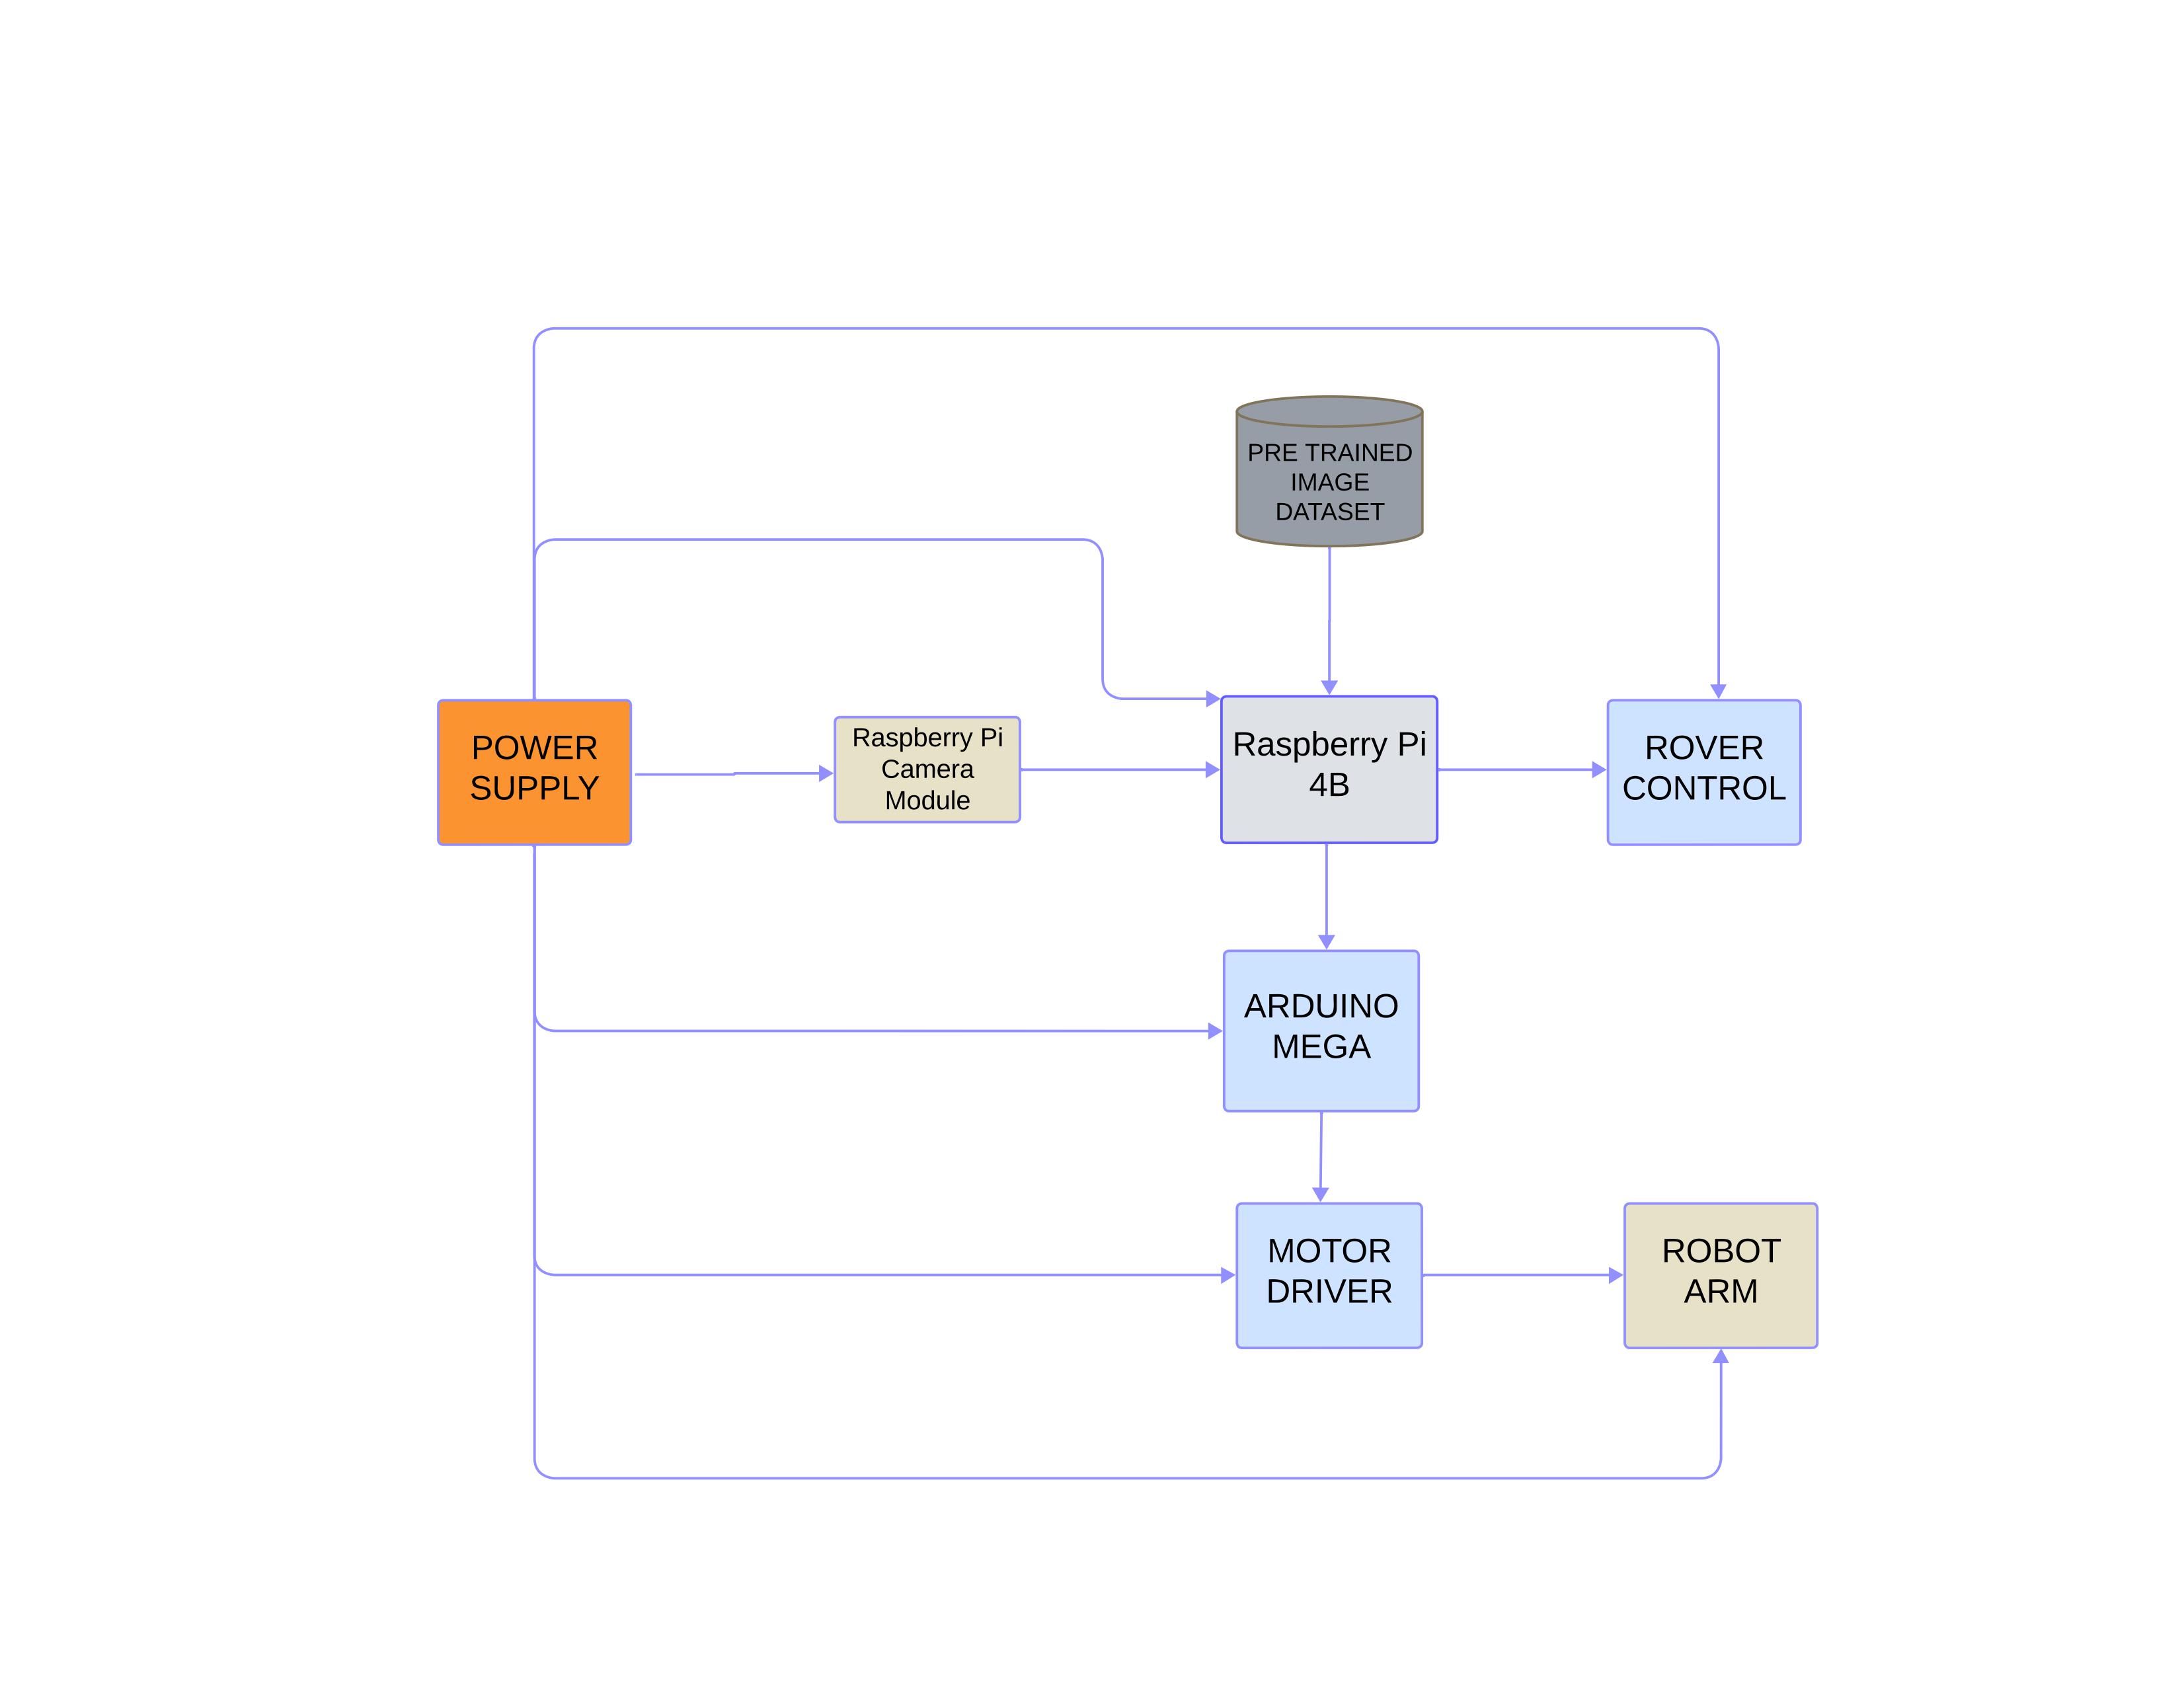 PRE TRAINED
IMAGE
DATASET
POWER
SUPPLY
Raspberry Pi
Camera
Module
Raspberry Pi
4B
ROVER
CONTROL
ARDUINO
MEGA
MOTOR
DRIVER
ROBOT
ARM